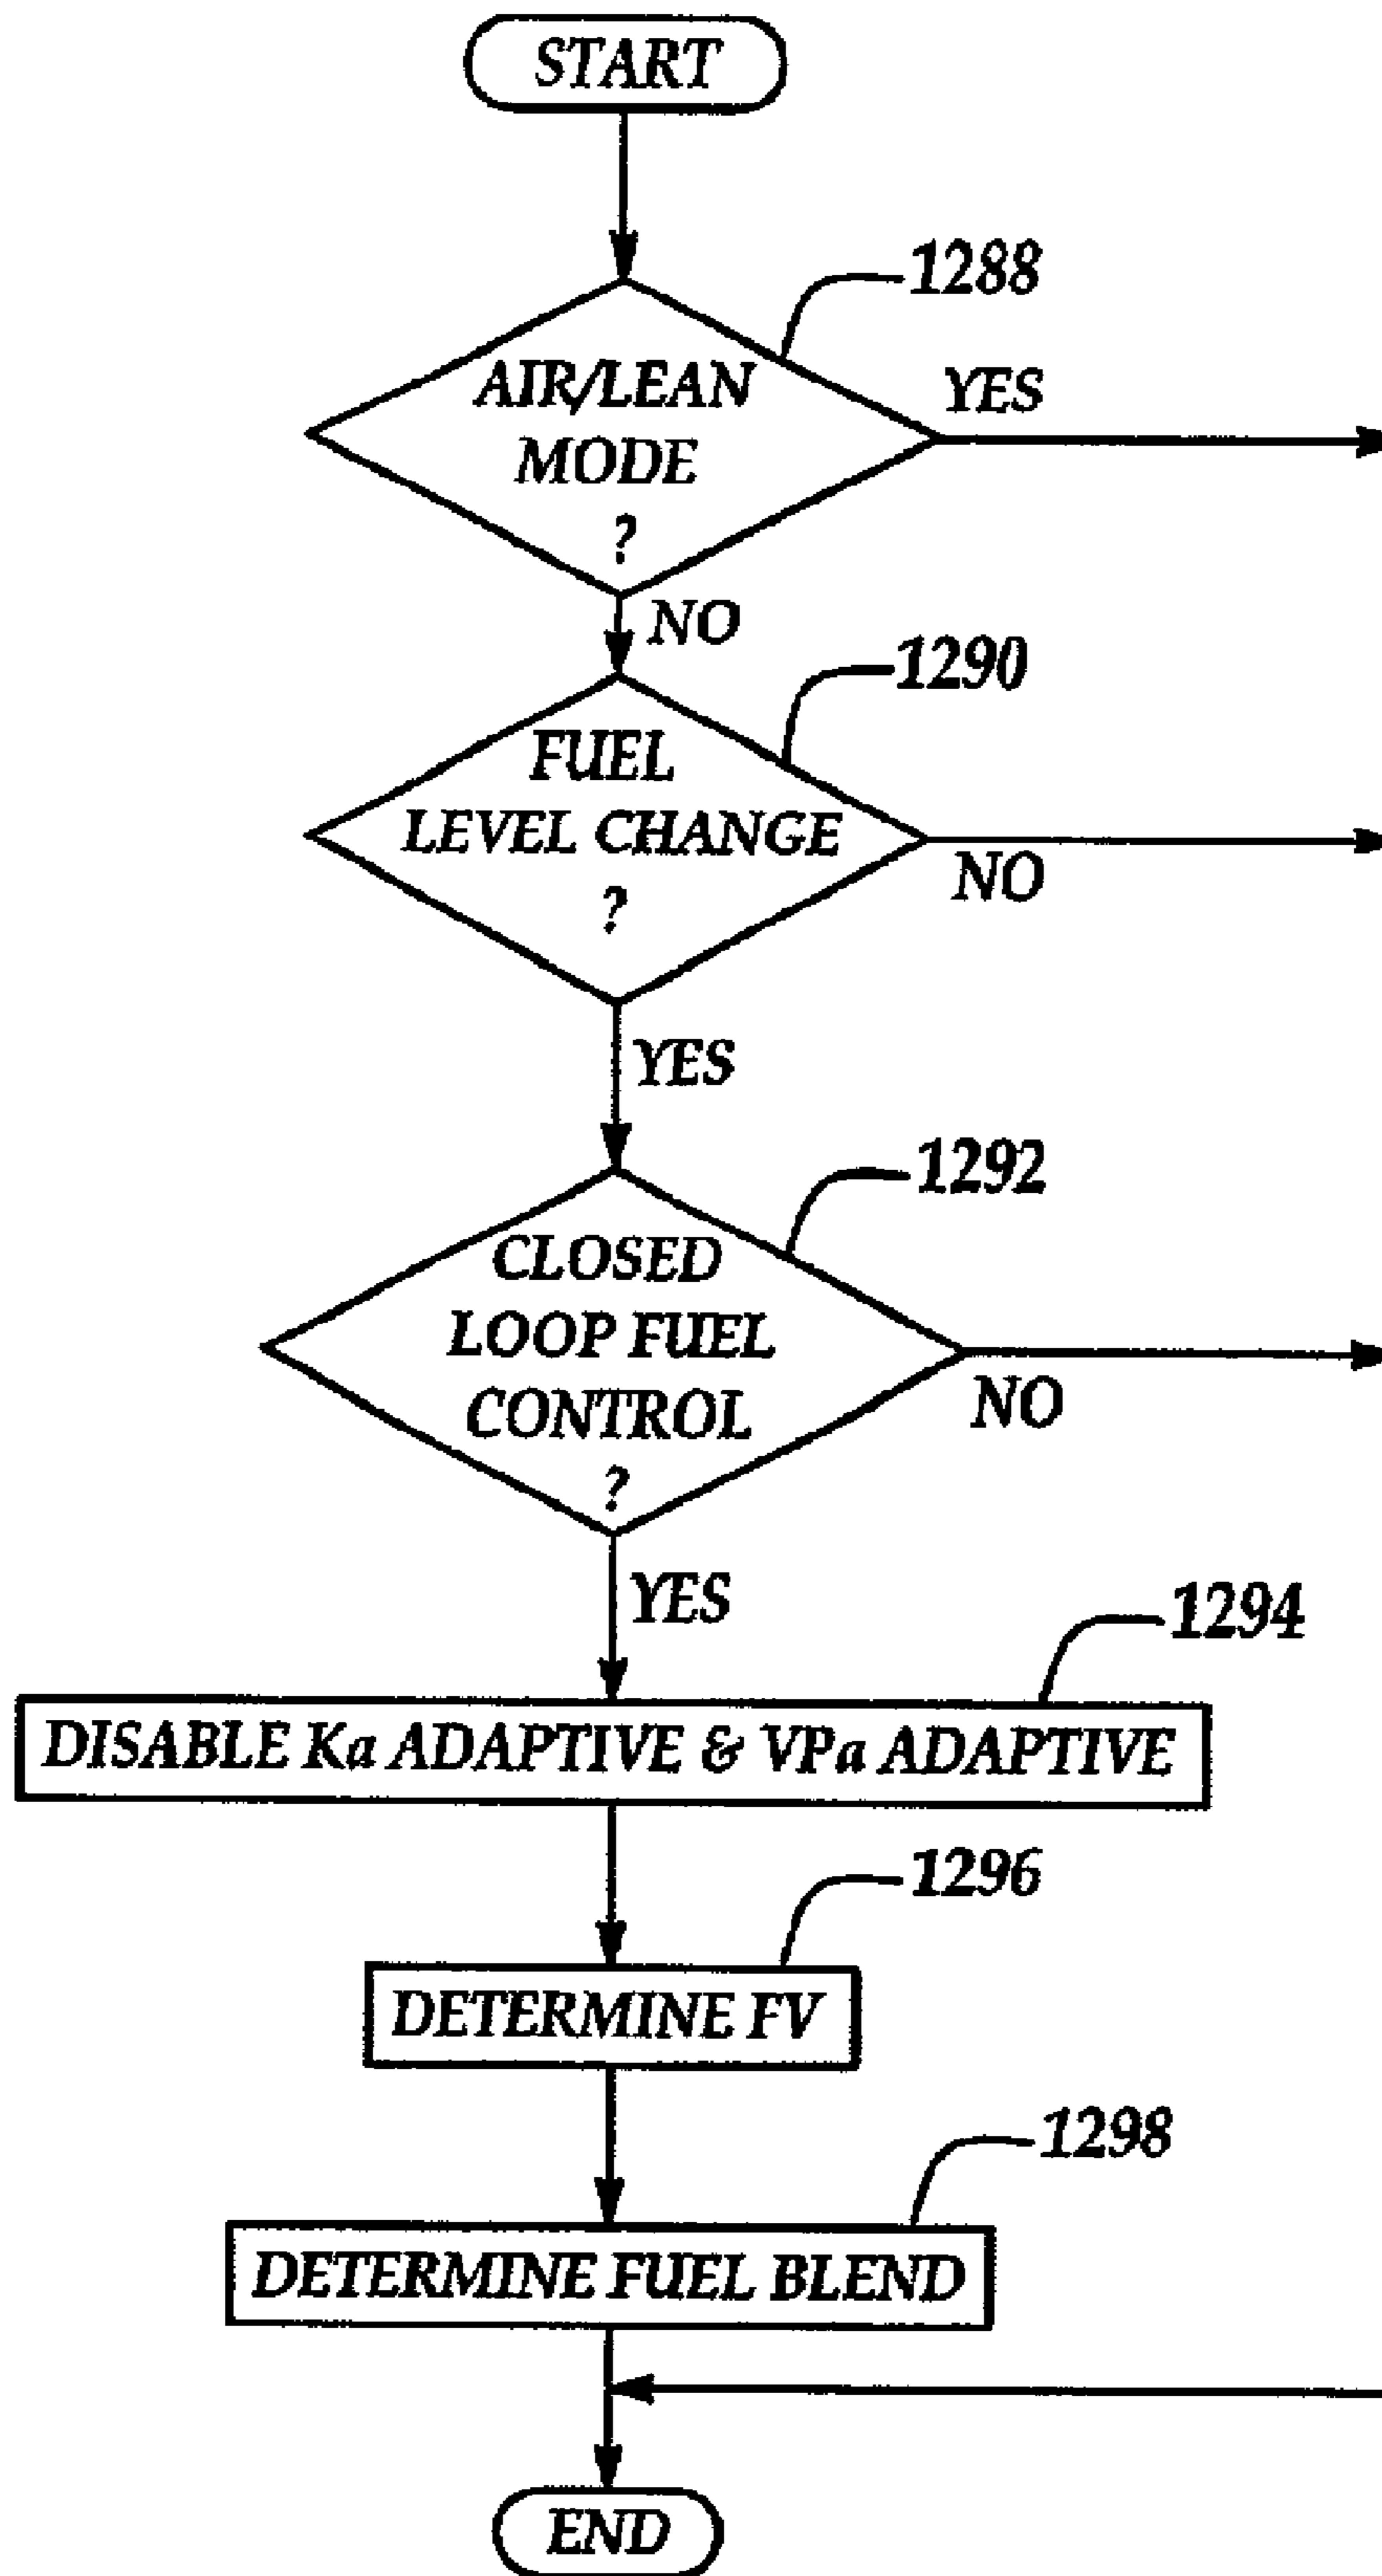 START
1288
AIR/LEAN
MODE
?
YES
NO
1290
FUEL
LEVEL CHANGE
?
NO
YES
1292
CLOSED
LOOP FUEL
CONTROL
?
NO
YES
1294
DISABLE Ka ADAPTIVE & VPa ADAPTIVE
1296
DETERMINE FV
1298
DETERMINE FUEL BLEND
END